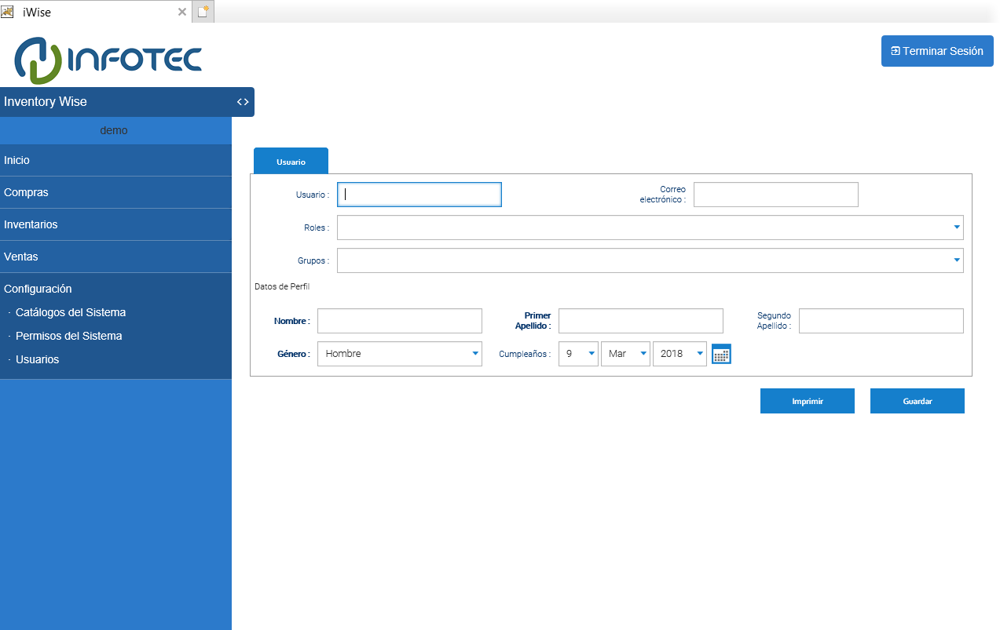 iWise
INFOTEC
Terminar Sesión
Inventory Wise
<>
demo
Inicio
Compras
Inventarios
Ventas
Configuración
· Catálogos del Sistema
· Permisos del Sistema
· Usuarios
Usuario
Usuario :
Correo
electrónico :
Roles :
Grupos :
Datos de Perfil
Nombre :
Primer
Apellido :
Segundo
Apellido :
Género : Hombre
Cumpleaños : 9 Mar 2018
Imprimir
Guardar